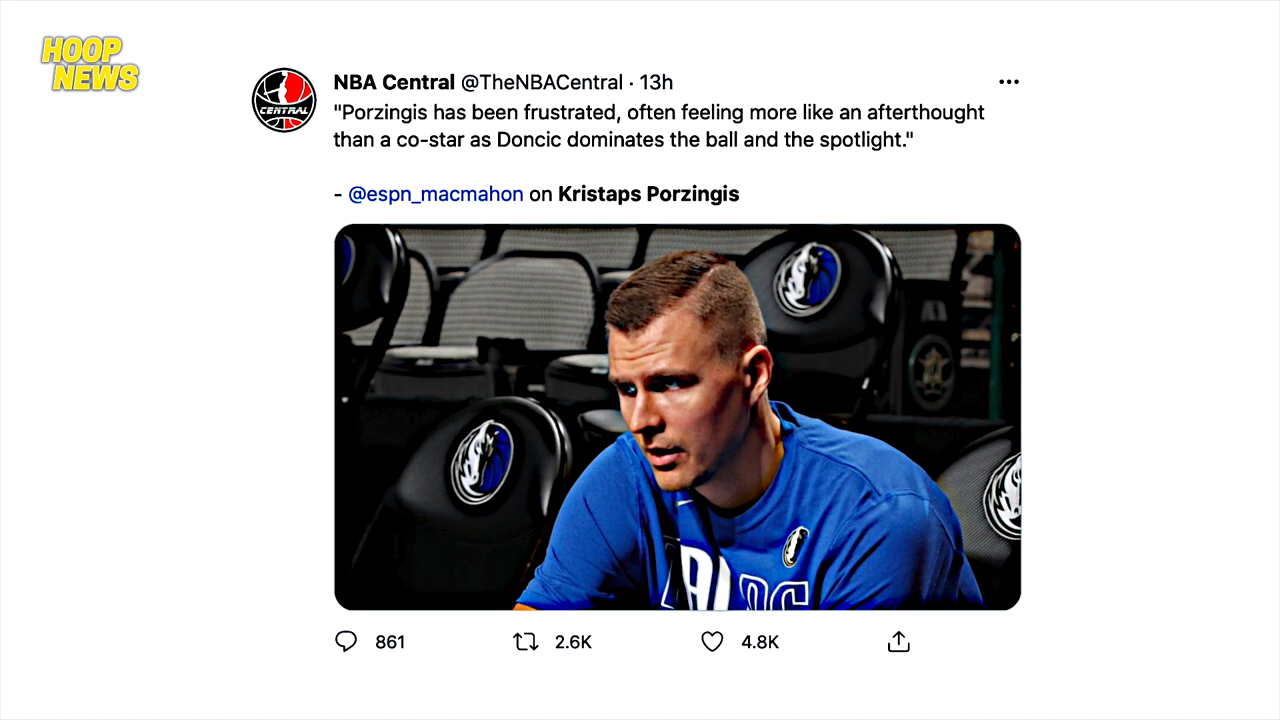 HOOP
NEWS
NBA Central @TheNBACentral · 13h
CENTRAL
"Porzingis has been frustrated, often feeling more like an afterthought
than a co-star as Doncic dominates the ball and the spotlight."
- @espn_macmahon on Kristaps Porzingis
861
2.6K
4.8K